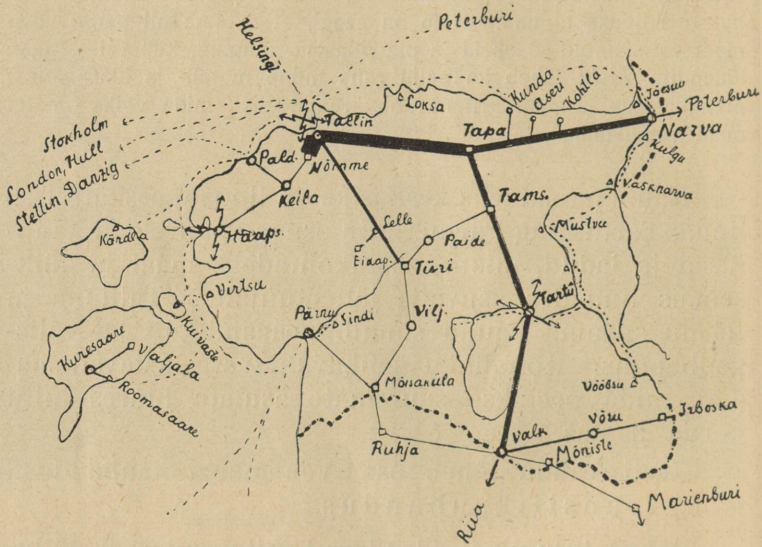 Helsingi
Peterburi
Stokholm
London, Hull
Stettin, Danzig
Tallin
Loksa
Kunda
Aseri
Kohtla
Jõesuu
Peterburi
Narva
Kulgu
Vasknarva
Pald.
Nõmme
Keila
Tapa
Tams.
Mustvee
Kärdla
Haaps.
Lelle
Eidap.
Paide
Türi
Virtsu
Kuivastu
Pärnu
Sindi
Vilj.
Tartu
Kuresaare
Valjala
Roomasaare
Mõisaküla
Ruhja
Valk
Võru
Vööbsu
Irboska
Mõniste
Marienburi
Riia